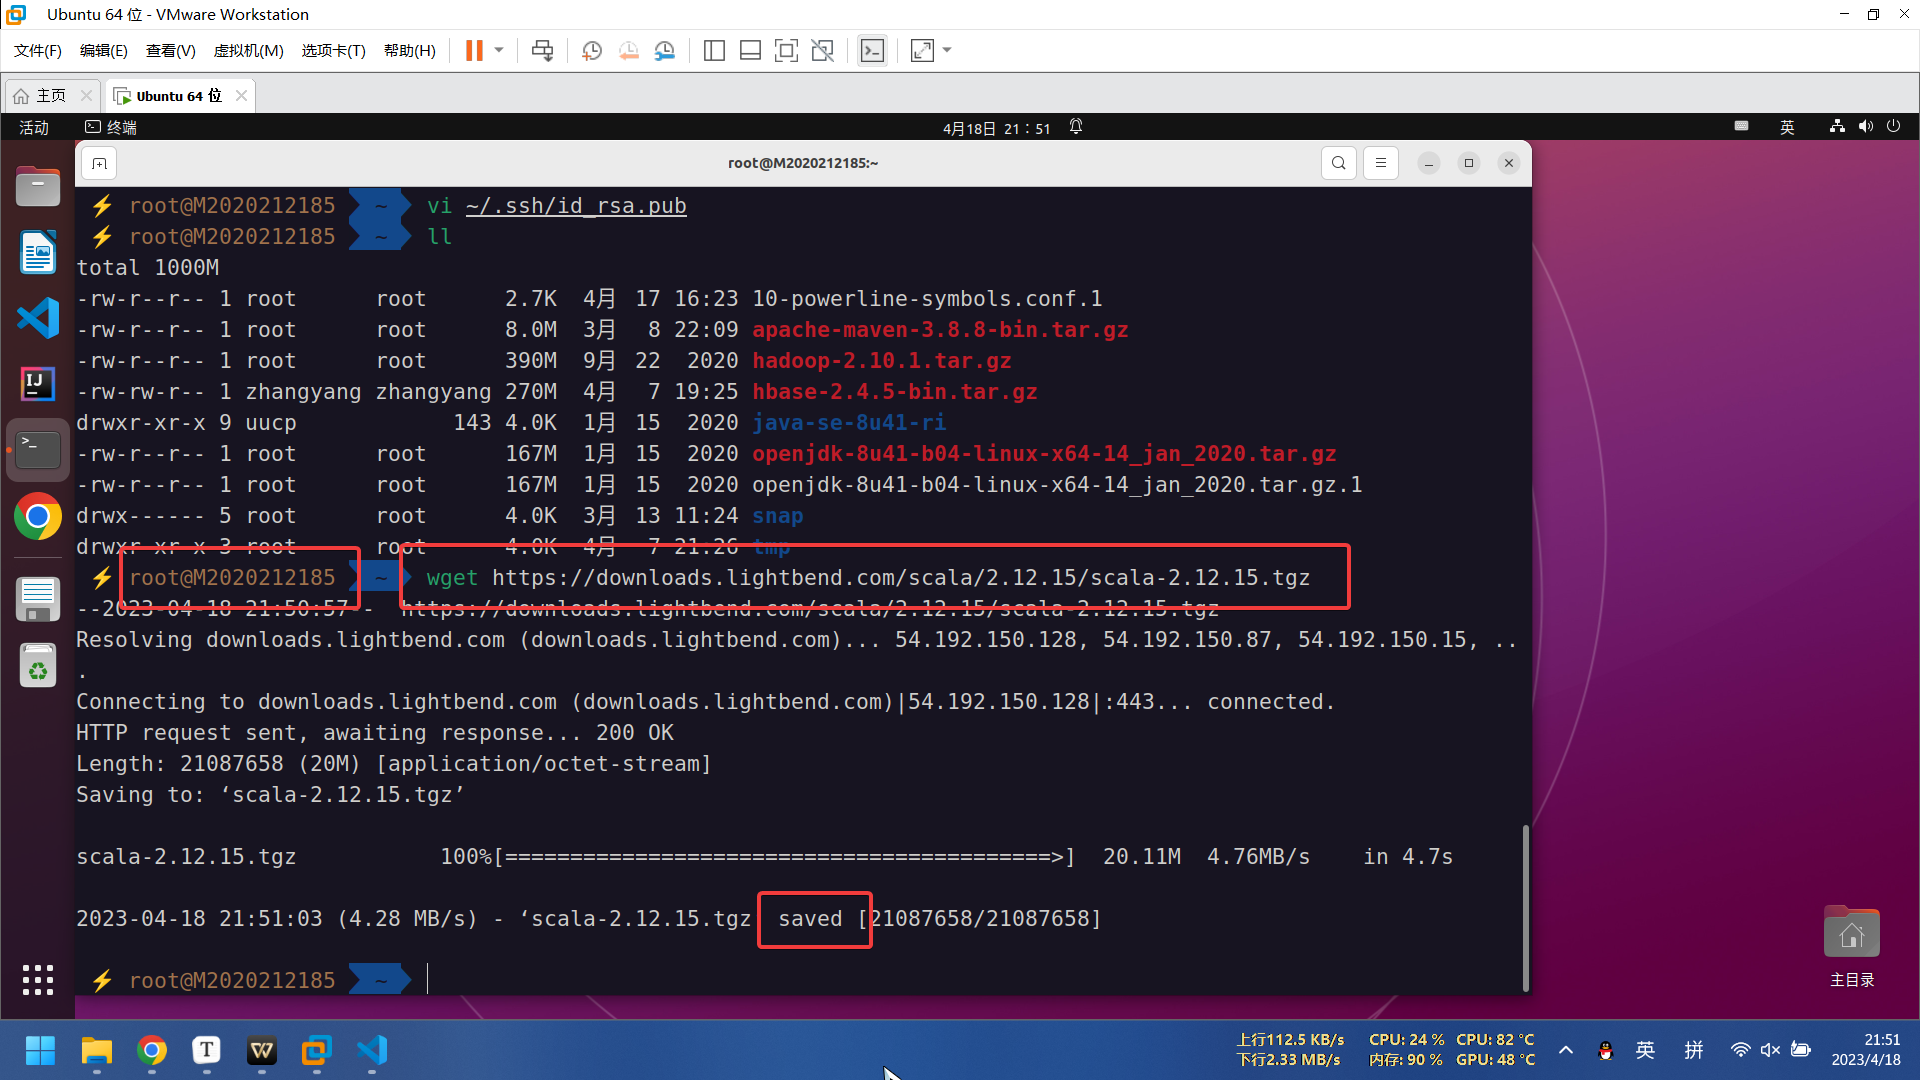 Ubuntu 64 位 - VMware Workstation
文件(F) 编辑(E) 查看(V) 虚拟机(M) 选项卡(T) 帮助(H)
主页 Ubuntu 64 位
活动 终端 4月18日 21：51 英
root@M2020212185:~
root@M2020212185 ~ vi ~/.ssh/id_rsa.pub
root@M2020212185 ~ ll
total 1000M
-rw-r--r-- 1 root root 2.7K 4月 17 16:23 10-powerline-symbols.conf.1
-rw-r--r-- 1 root root 8.0M 3月 8 22:09 apache-maven-3.8.8-bin.tar.gz
-rw-r--r-- 1 root root 390M 9月 22 2020 hadoop-2.10.1.tar.gz
-rw-rw-r-- 1 zhangyang zhangyang 270M 4月 7 19:25 hbase-2.4.5-bin.tar.gz
drwxr-xr-x 9 uucp 143 4.0K 1月 15 2020 java-se-8u41-ri
-rw-r--r-- 1 root root 167M 1月 15 2020 openjdk-8u41-b04-linux-x64-14_jan_2020.tar.gz
-rw-r--r-- 1 root root 167M 1月 15 2020 openjdk-8u41-b04-linux-x64-14_jan_2020.tar.gz.1
drwx------ 5 root root 4.0K 3月 13 11:24 snap
drwxr-xr-x 3 root root 4.0K 4月 7 21:26 tmp
root@M2020212185 ~ wget https://downloads.lightbend.com/scala/2.12.15/scala-2.12.15.tgz
--2023-04-18 21:50:57-- https://downloads.lightbend.com/scala/2.12.15/scala-2.12.15.tgz
Resolving downloads.lightbend.com (downloads.lightbend.com)... 54.192.150.128, 54.192.150.87, 54.192.150.15, ..
.
Connecting to downloads.lightbend.com (downloads.lightbend.com)|54.192.150.128|:443... connected.
HTTP request sent, awaiting response... 200 OK
Length: 21087658 (20M) [application/octet-stream]
Saving to: ‘scala-2.12.15.tgz’
scala-2.12.15.tgz 100%[==========================================>] 20.11M 4.76MB/s in 4.7s
2023-04-18 21:51:03 (4.28 MB/s) - ‘scala-2.12.15.tgz saved [21087658/21087658]
root@M2020212185 ~
主目录
上行112.5 KB/s CPU: 24 % CPU: 82 °C
下行2.33 MB/s 内存: 90 % GPU: 48 °C
英 拼
21:51
2023/4/18